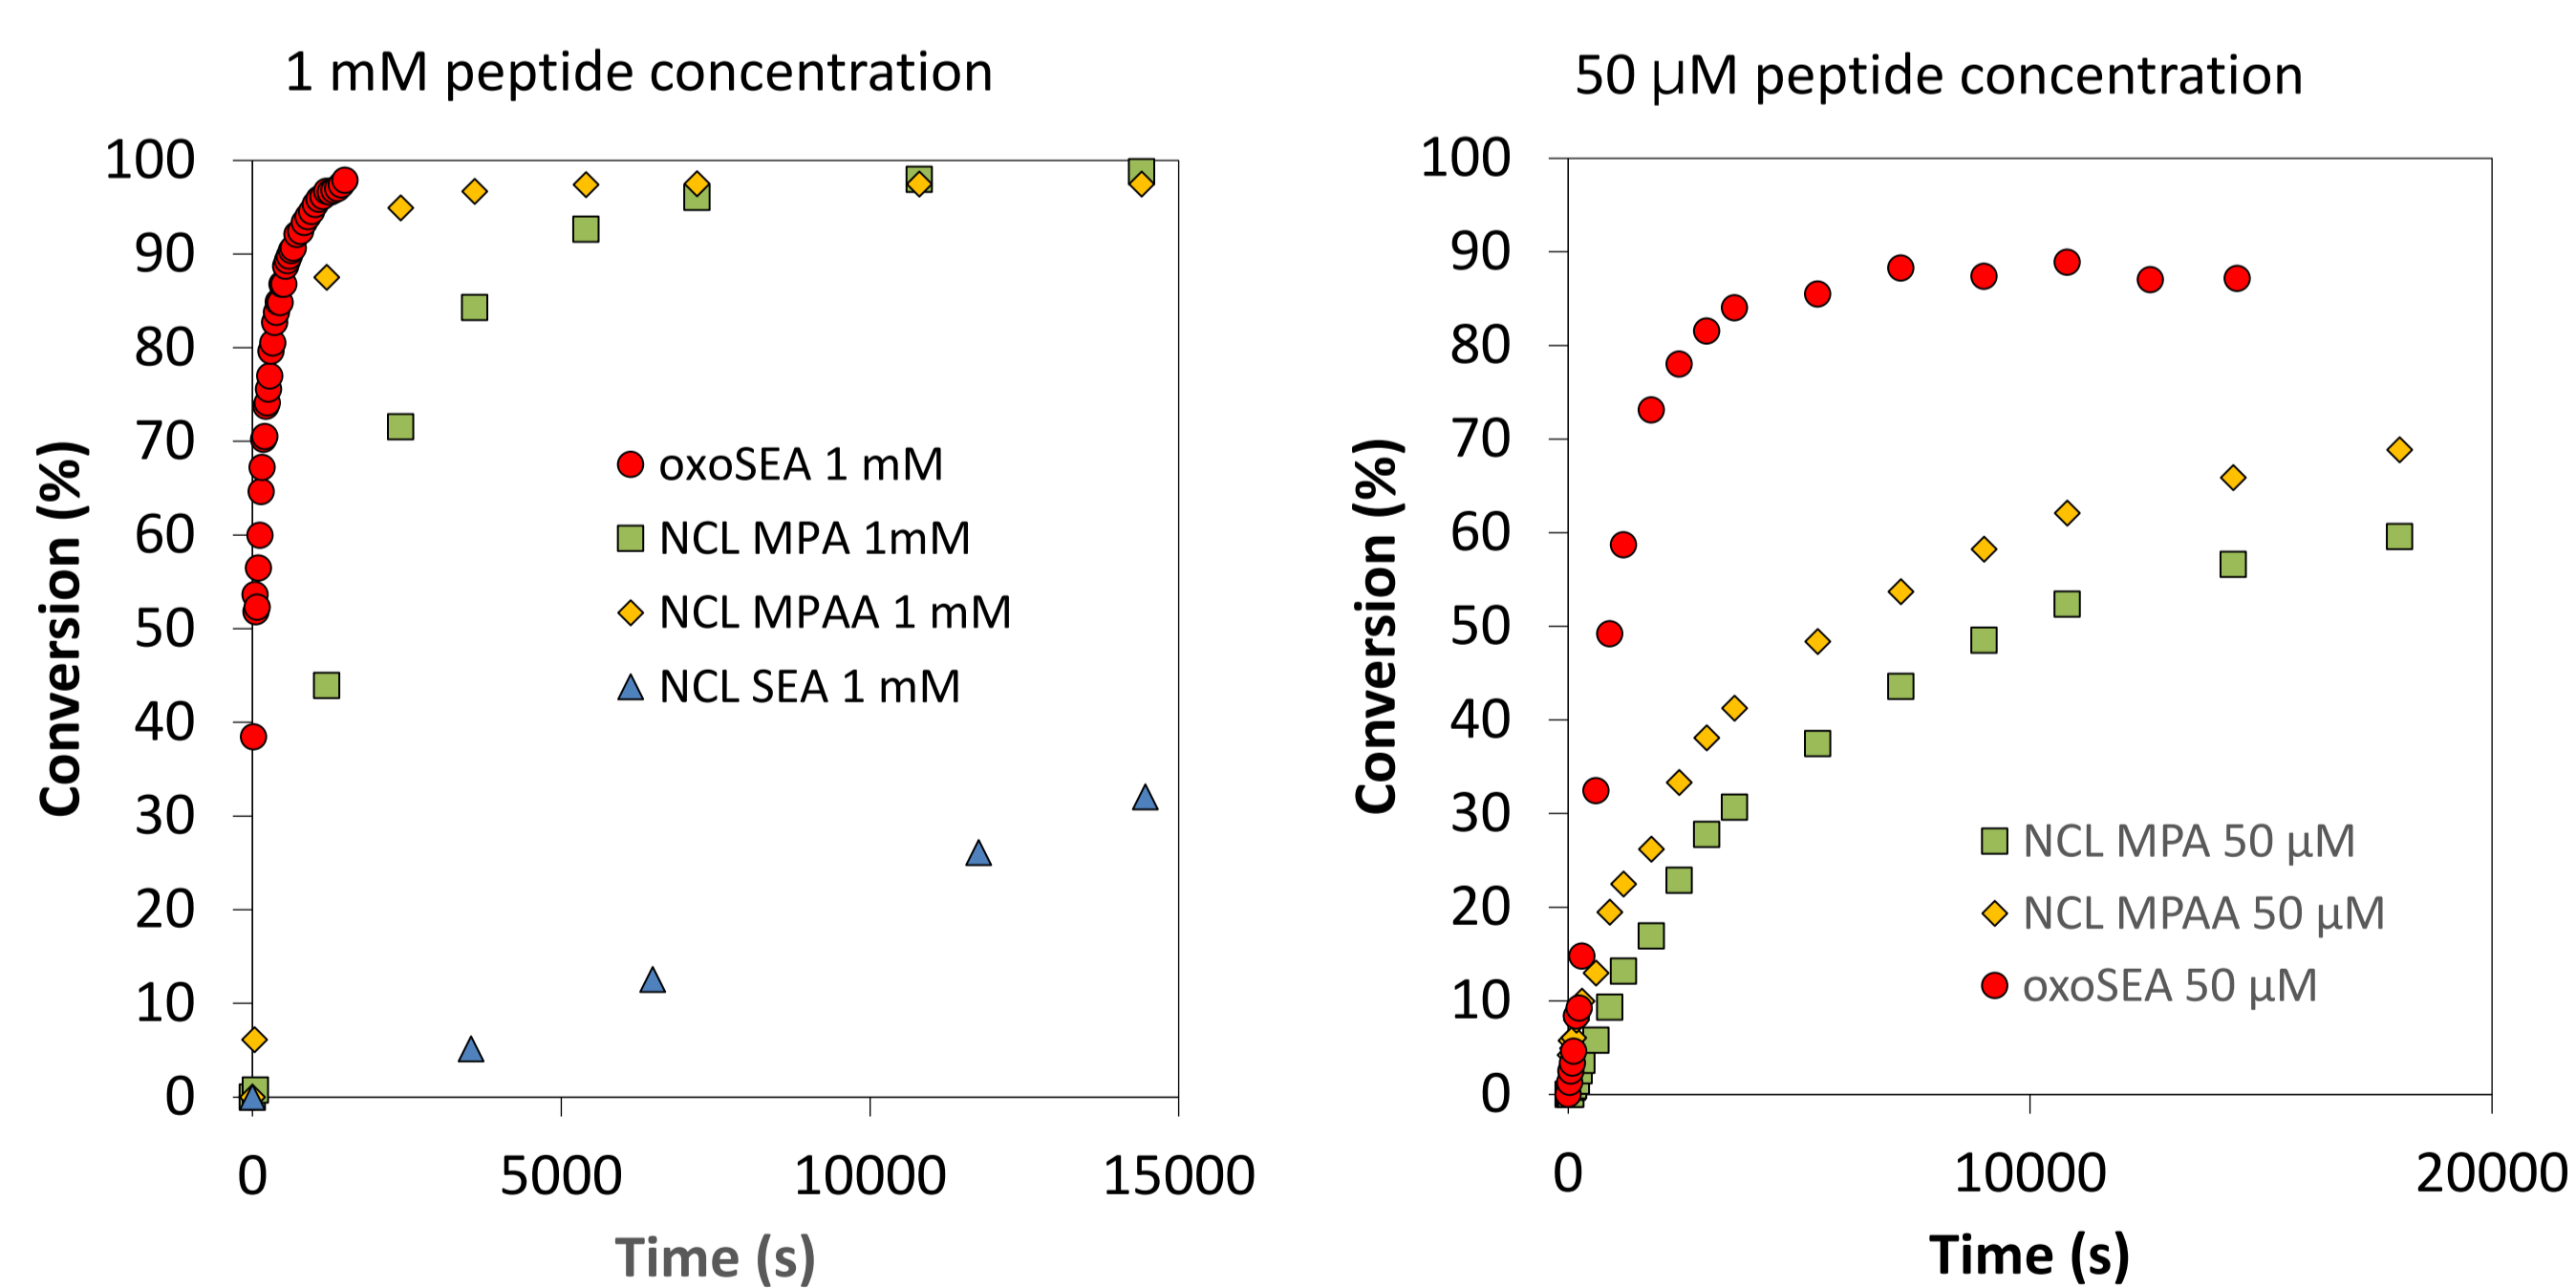 1 mM peptide concentration
100
90
80
70
60
50
40
30
20
10
0
Conversion (%)
oxoSEA 1 mM
NCL MPA 1mM
NCL MPAA 1 mM
NCL SEA 1 mM
0 5000 10000 15000
Time (s)
50 µM peptide concentration
100
90
80
70
60
50
40
30
20
10
0
Conversion (%)
NCL MPA 50 µM
NCL MPAA 50 µM
oxoSEA 50 µM
0 10000 20000
Time (s)